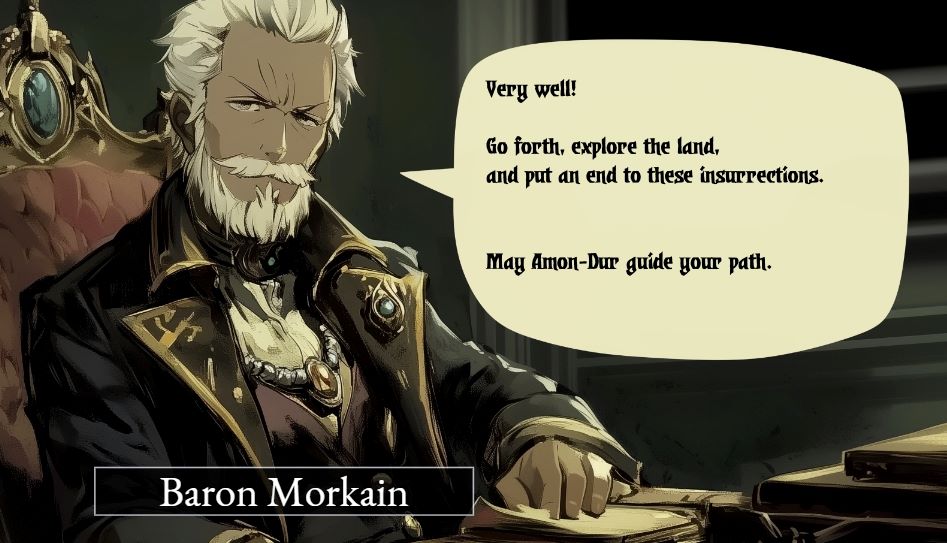 Very well!
Go forth, explore the land,
and put an end to these insurrections.
May Amon-Dur guide your path.
Baron Morkain